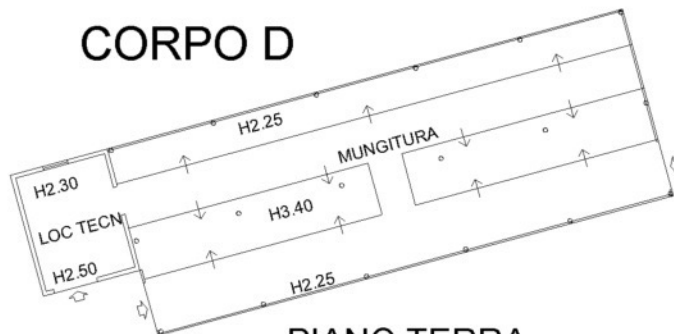 CORPO D
H2.25
MUNGITURA
H2.30
H3.40
LOC TECN
H2.50
H2.25
PIANO TERRA